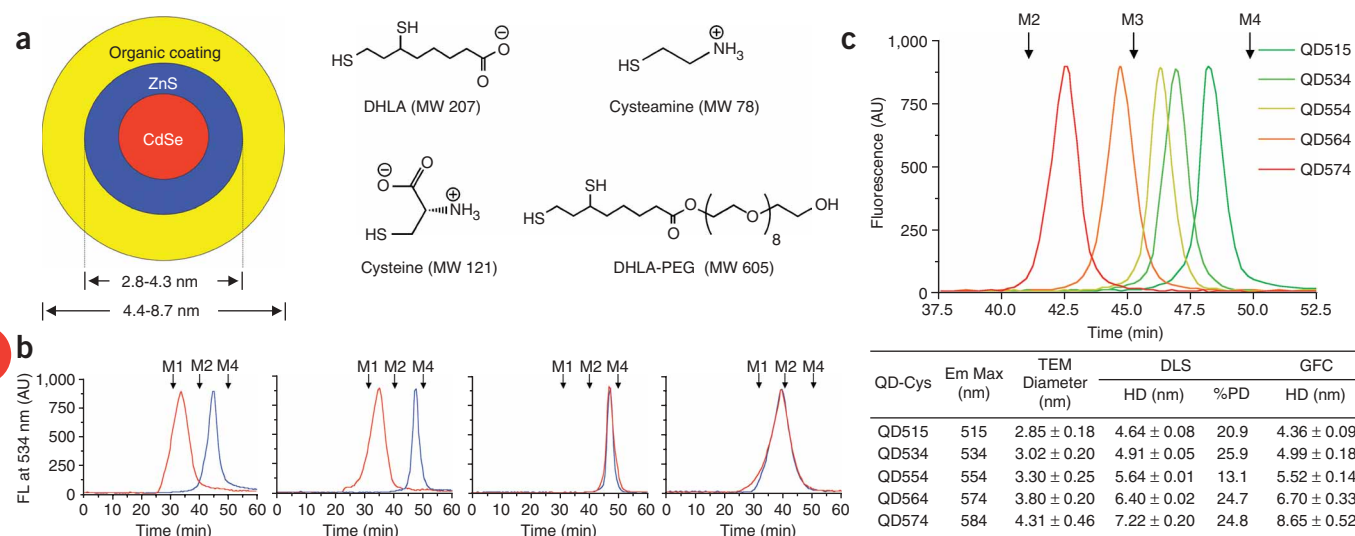 a
Organic coating
ZnS
CdSe
2.8-4.3 nm
4.4-8.7 nm
SH
HS
O
O
⊖
DHLA (MW 207)
⊕
NH3
HS
Cysteamine (MW 78)
⊖
O
O
⊕
NH3
HS
Cysteine (MW 121)
SH
HS
O
O
O
8
OH
DHLA-PEG (MW 605)
b
M1 M2 M4 M1 M2 M4 M1 M2 M4 M1 M2 M4
FL at 534 nm (AU)
1,000
750
500
250
0
0 10 20 30 40 50 60 0 10 20 30 40 50 60 0 10 20 30 40 50 60 0 10 20 30 40 50 60
Time (min) Time (min) Time (min) Time (min)
c
M2 M3 M4
QD515
QD534
QD554
QD564
QD574
Fluorescence (AU)
1,000
750
500
250
0
37.5 40.0 42.5 45.0 47.5 50.0 52.5
Time (min)
QD-Cys Em Max (nm) TEM Diameter (nm) DLS GFC
HD (nm) %PD HD (nm)
QD515 515 2.85 ± 0.18 4.64 ± 0.08 20.9 4.36 ± 0.09
QD534 534 3.02 ± 0.20 4.91 ± 0.05 25.9 4.99 ± 0.18
QD554 554 3.30 ± 0.25 5.64 ± 0.01 13.1 5.52 ± 0.14
QD564 574 3.80 ± 0.20 6.40 ± 0.02 24.7 6.70 ± 0.33
QD574 584 4.31 ± 0.46 7.22 ± 0.20 24.8 8.65 ± 0.52